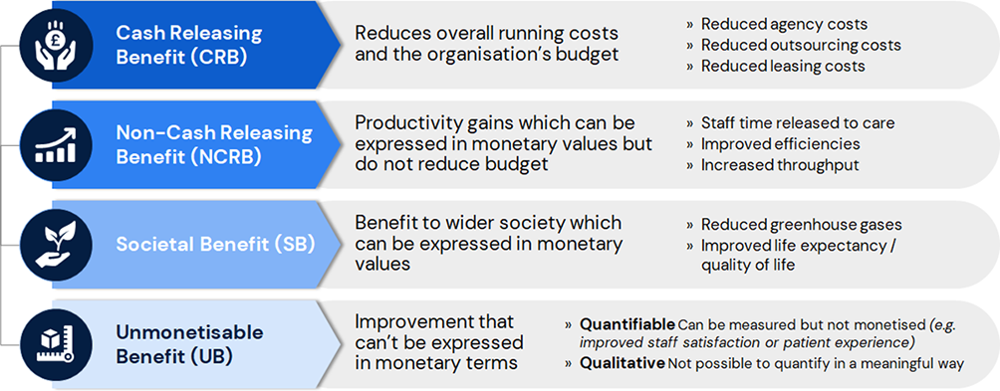 £
Cash Releasing
Benefit (CRB)
Reduces overall running costs
and the organisation's budget
» Reduced agency costs
» Reduced outsourcing costs
» Reduced leasing costs
Non-Cash Releasing
Benefit (NCRB)
Productivity gains which can be
expressed in monetary values but
do not reduce budget
» Staff time released to care
» Improved efficiencies
» Increased throughput
Societal Benefit (SB)
Benefit to wider society which
can be expressed in monetary
values
» Reduced greenhouse gases
» Improved life expectancy /
quality of life
Unmonetisable
Benefit (UB)
Improvement that
can't be expressed
in monetary terms
» Quantifiable Can be measured but not monetised (e.g.
improved staff satisfaction or patient experience)
» Qualitative Not possible to quantify in a meaningful way